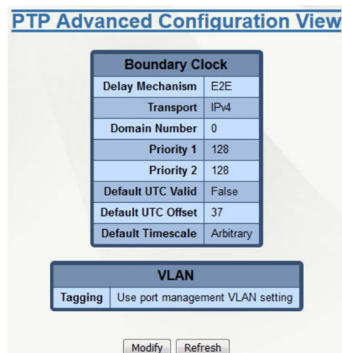 PTP Advanced Configuration View
Boundary Clock
Delay Mechanism E2E
Transport IPv4
Domain Number 0
Priority 1 128
Priority 2 128
Default UTC Valid False
Default UTC Offset 37
Default Timescale Arbitrary
VLAN
Tagging Use port management VLAN setting
Modify Refresh